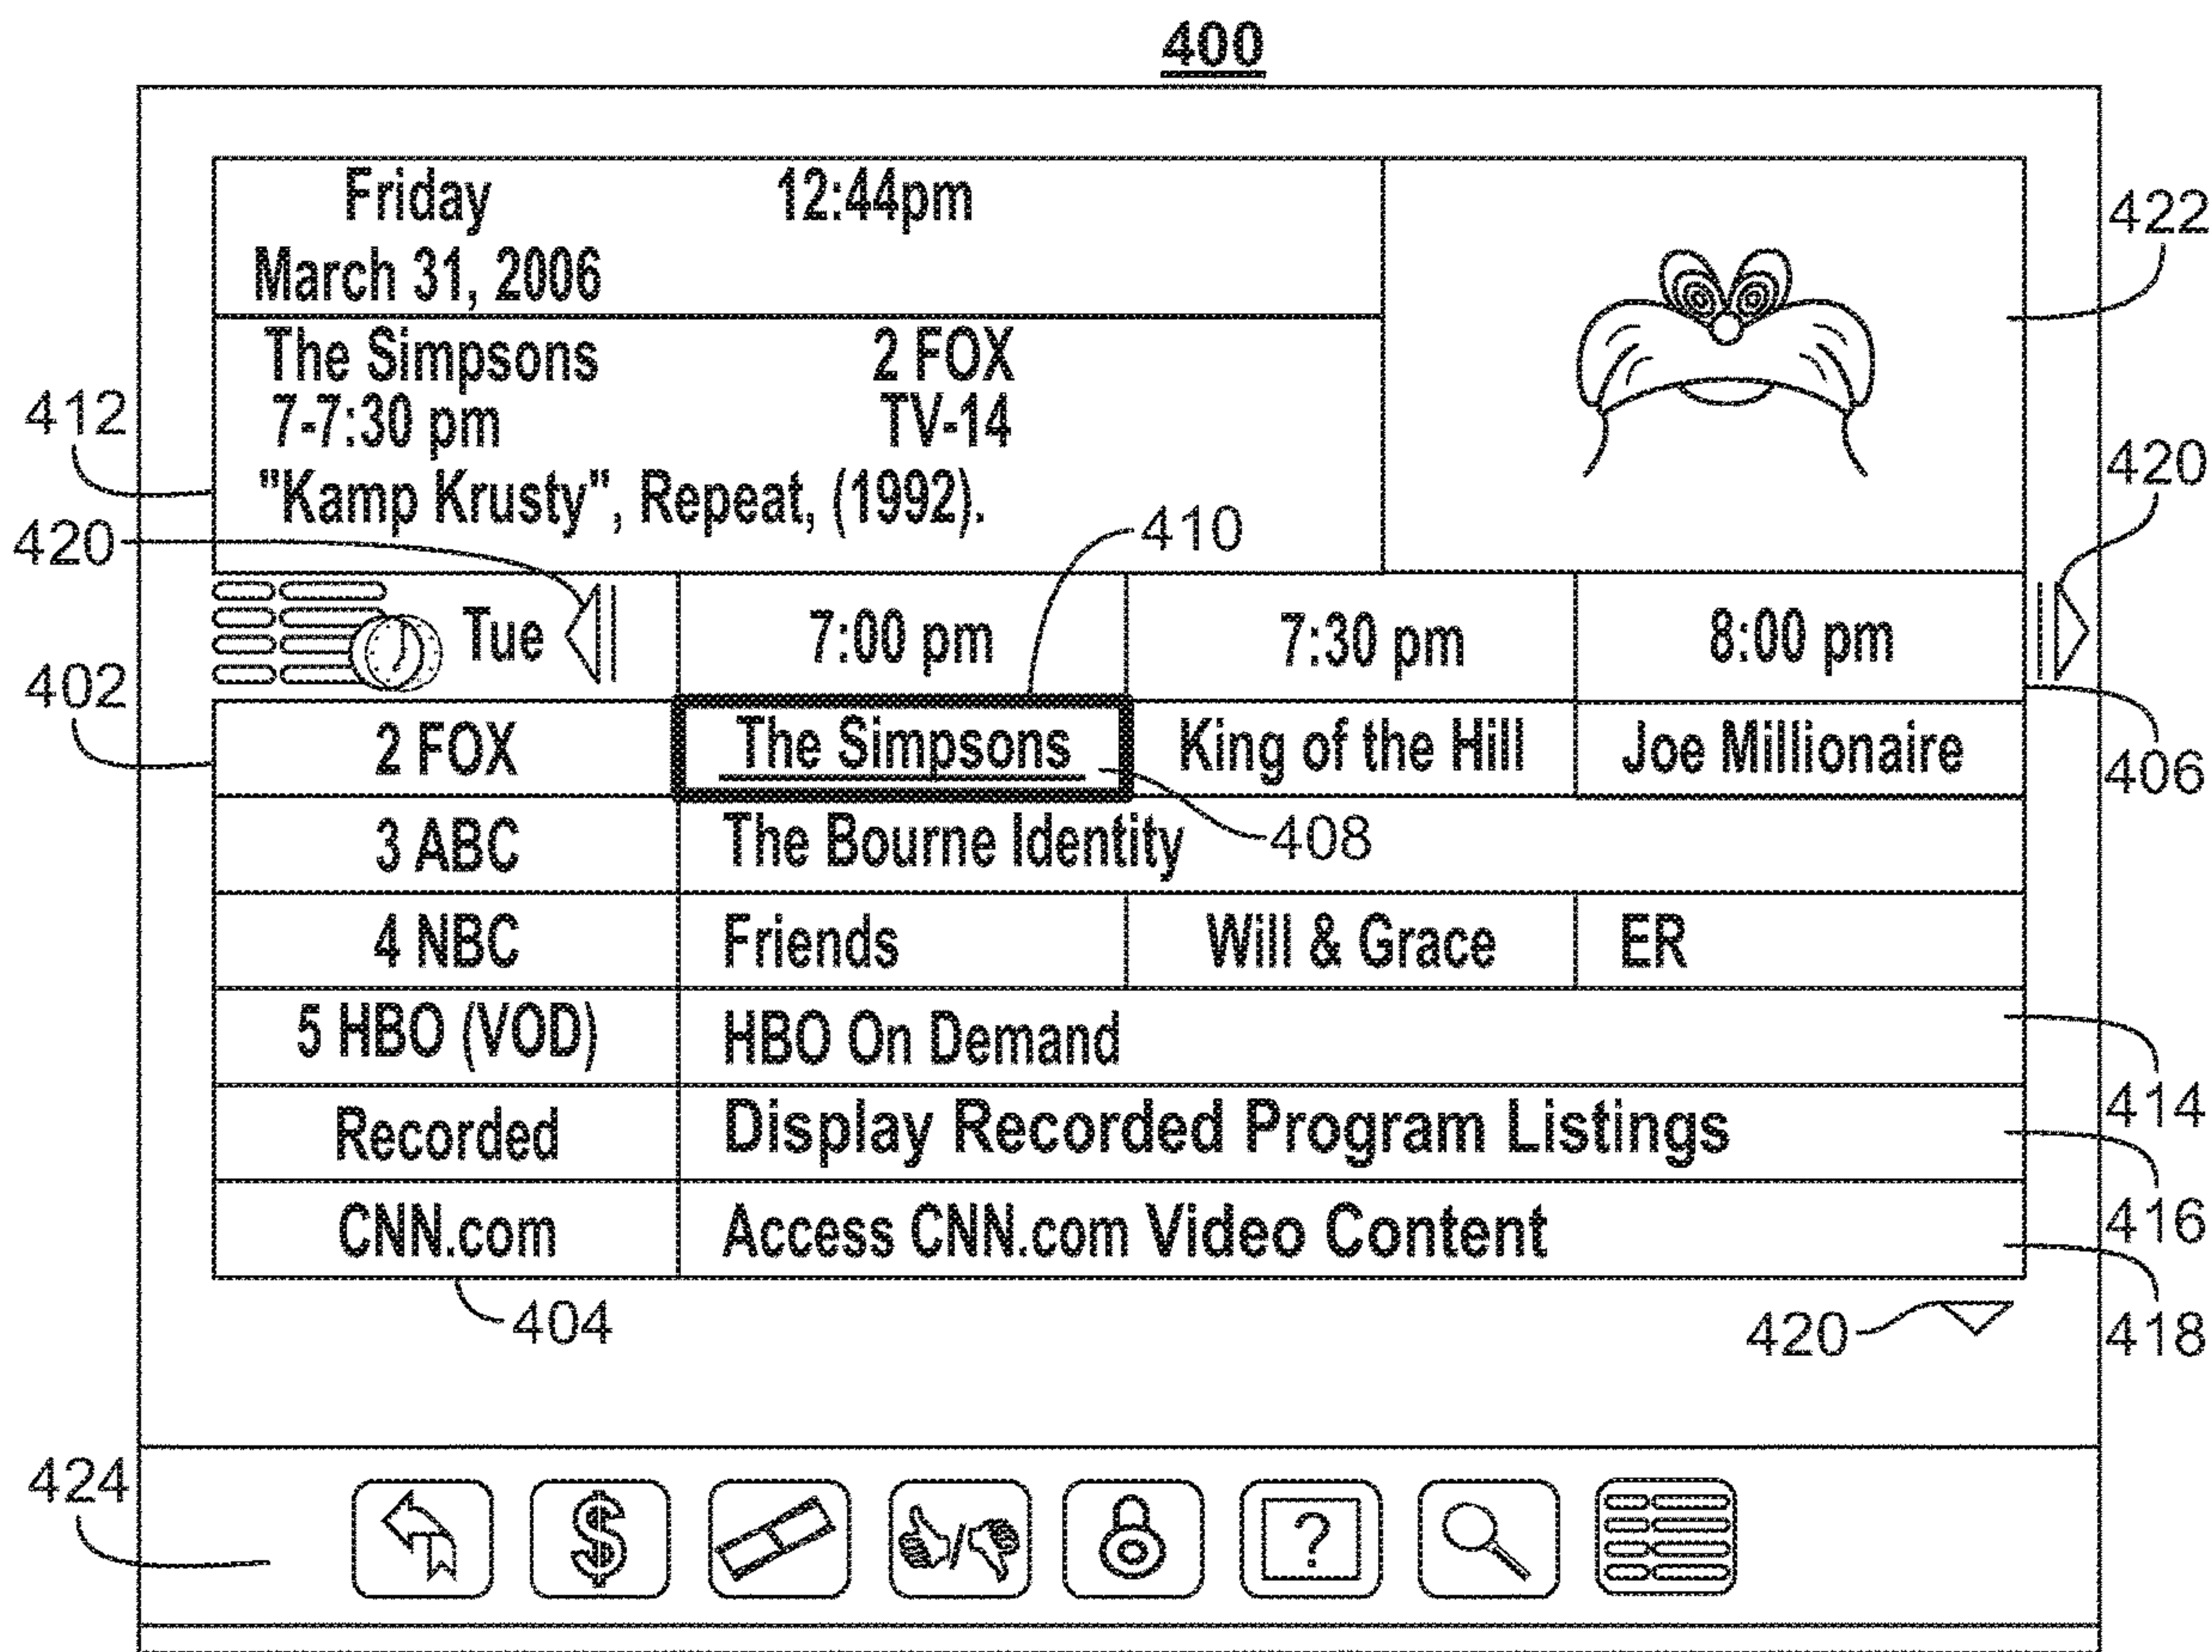 400
Friday 12:44pm
March 31, 2006
422
The Simpsons 2 FOX
412
7-7:30 pm TV-14
420
"Kamp Krusty", Repeat, (1992).
420
410
Tue 7:00 pm 7:30 pm 8:00 pm
402
2 FOX The Simpsons King of the Hill Joe Millionaire
406
3 ABC The Bourne Identity
408
4 NBC Friends Will & Grace ER
5 HBO (VOD) HBO On Demand
414
Recorded Display Recorded Program Listings
416
CNN.com Access CNN.com Video Content
404
420
418
424
$ / ?